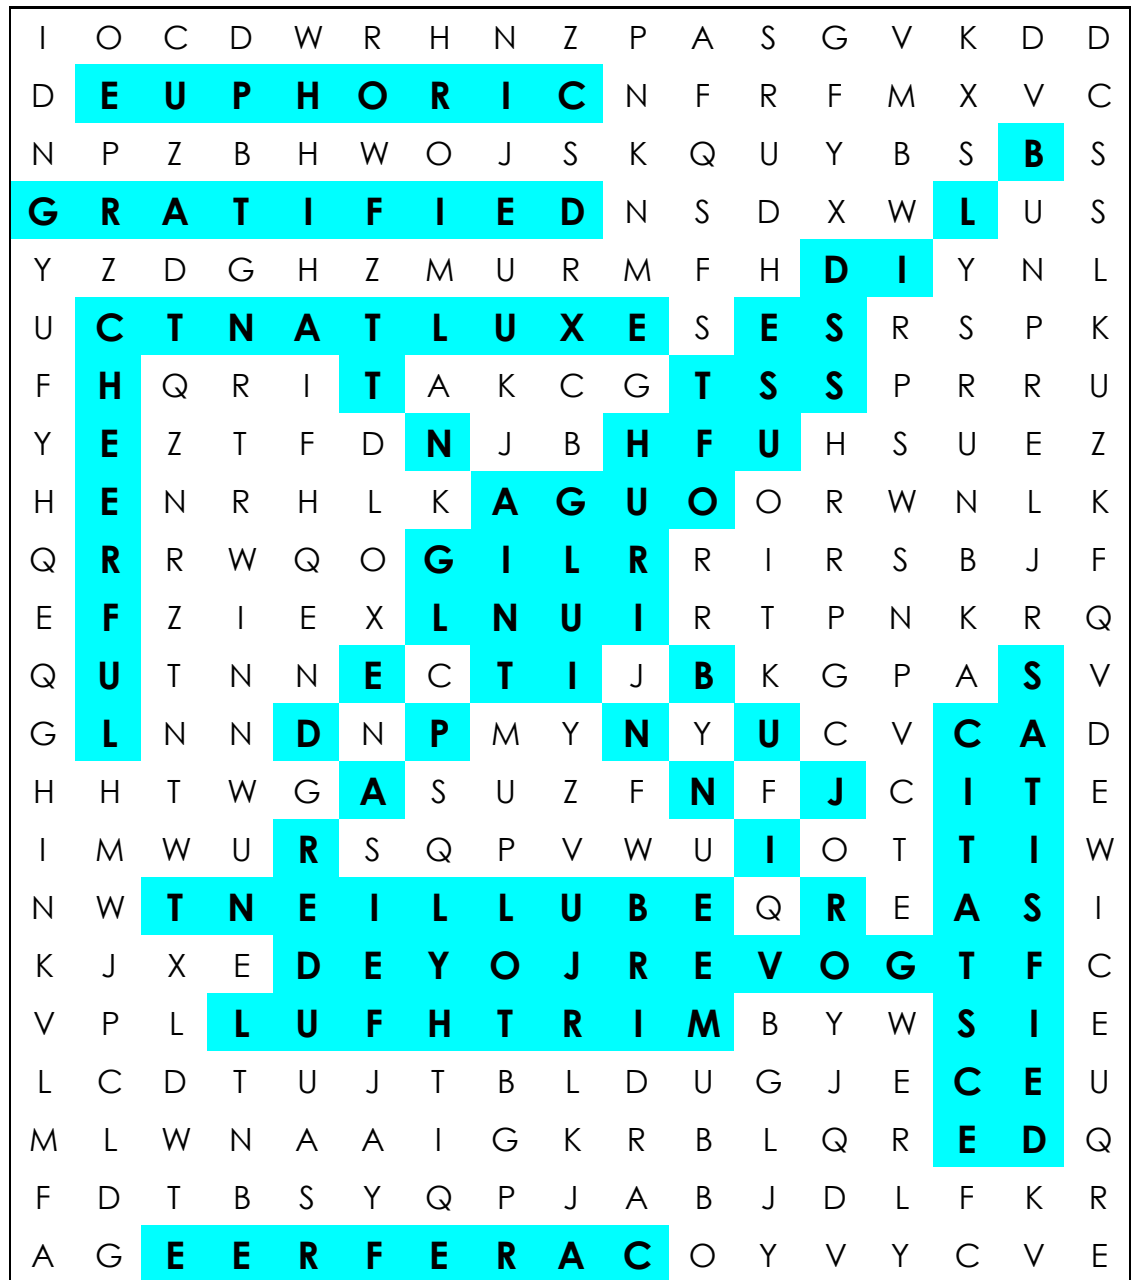 I O C D W R H N Z P A S G V K D D
D E U P H O R I C N F R F M X V C
N P Z B H W O J S K Q U Y B S B S
G R A T I F I E D N S D X W L U S
Y Z D G H Z M U R M F H D I Y N L
U C T N A T L U X E S E S R S P K
F H Q R I T A K C G T S S P R R U
Y E Z T F D N J B H F U H S U E Z
H E N R H L K A G U O O R W N L K
Q R R W Q O G I L R R I R S B J F
E F Z I E X L N U I R T P N K R Q
Q U T N N E C T I J B K G P A S V
G L N N D N P M Y N Y U C V C A D
H H T W G A S U Z F N F J C I T E
I M W U R S Q P V W U I O T T I W
N W T N E I L L U B E Q R E A S I
K J X E D E Y O J R E V O G T F C
V P L L U F H T R I M B Y W S I E
L C D T U J T B L D U G J E C E U
M L W N A A I G K R B L Q R E D Q
F D T B S Y Q P J A B J D L F K R
A G E E R F E R A C O Y V Y C V E